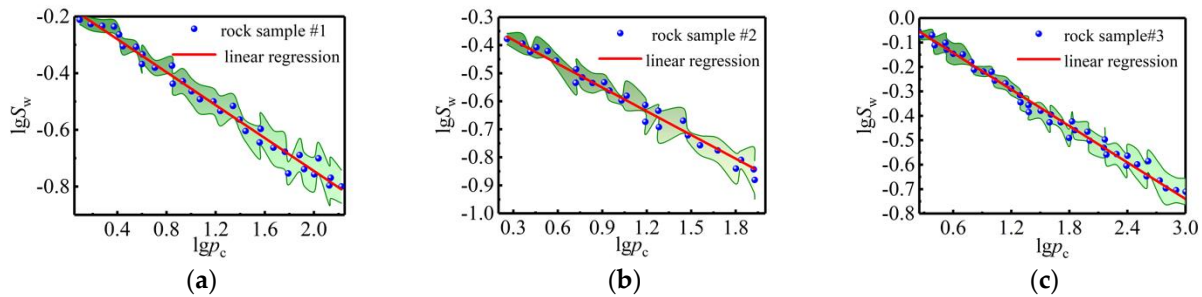 -0.2
-0.4
-0.6
-0.8
lgSw
rock sample #1
linear regression
0.4 0.8 1.2 1.6 2.0
lgpc
(a)
-0.3
-0.4
-0.5
-0.6
-0.7
-0.8
-0.9
-1.0
lgSw
rock sample #2
linear regression
0.3 0.6 0.9 1.2 1.5 1.8
lgpc
(b)
0.0
-0.1
-0.2
-0.3
-0.4
-0.5
-0.6
-0.7
-0.8
lgSw
rock sample#3
linear regression
0.6 1.2 1.8 2.4 3.0
lgpc
(c)